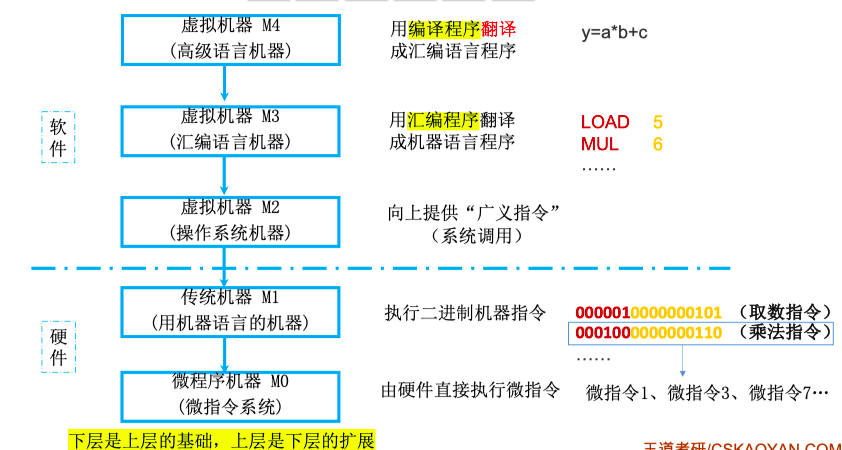 虚拟机器 M4
(高级语言机器)
用编译程序翻译
成汇编语言程序
y=a*b+c
软件
虚拟机器 M3
(汇编语言机器)
用汇编程序翻译
成机器语言程序
LOAD 5
MUL 6
……
虚拟机器 M2
(操作系统机器)
向上提供“广义指令”
(系统调用)
硬件
传统机器 M1
(用机器语言的机器)
执行二进制机器指令
0000010000000101 (取数指令)
0001000000000110 (乘法指令)
……
微程序机器 M0
(微指令系统)
由硬件直接执行微指令
微指令1、微指令3、微指令7…
下层是上层的基础，上层是下层的扩展
王道考研/CSKAOYAN.COM